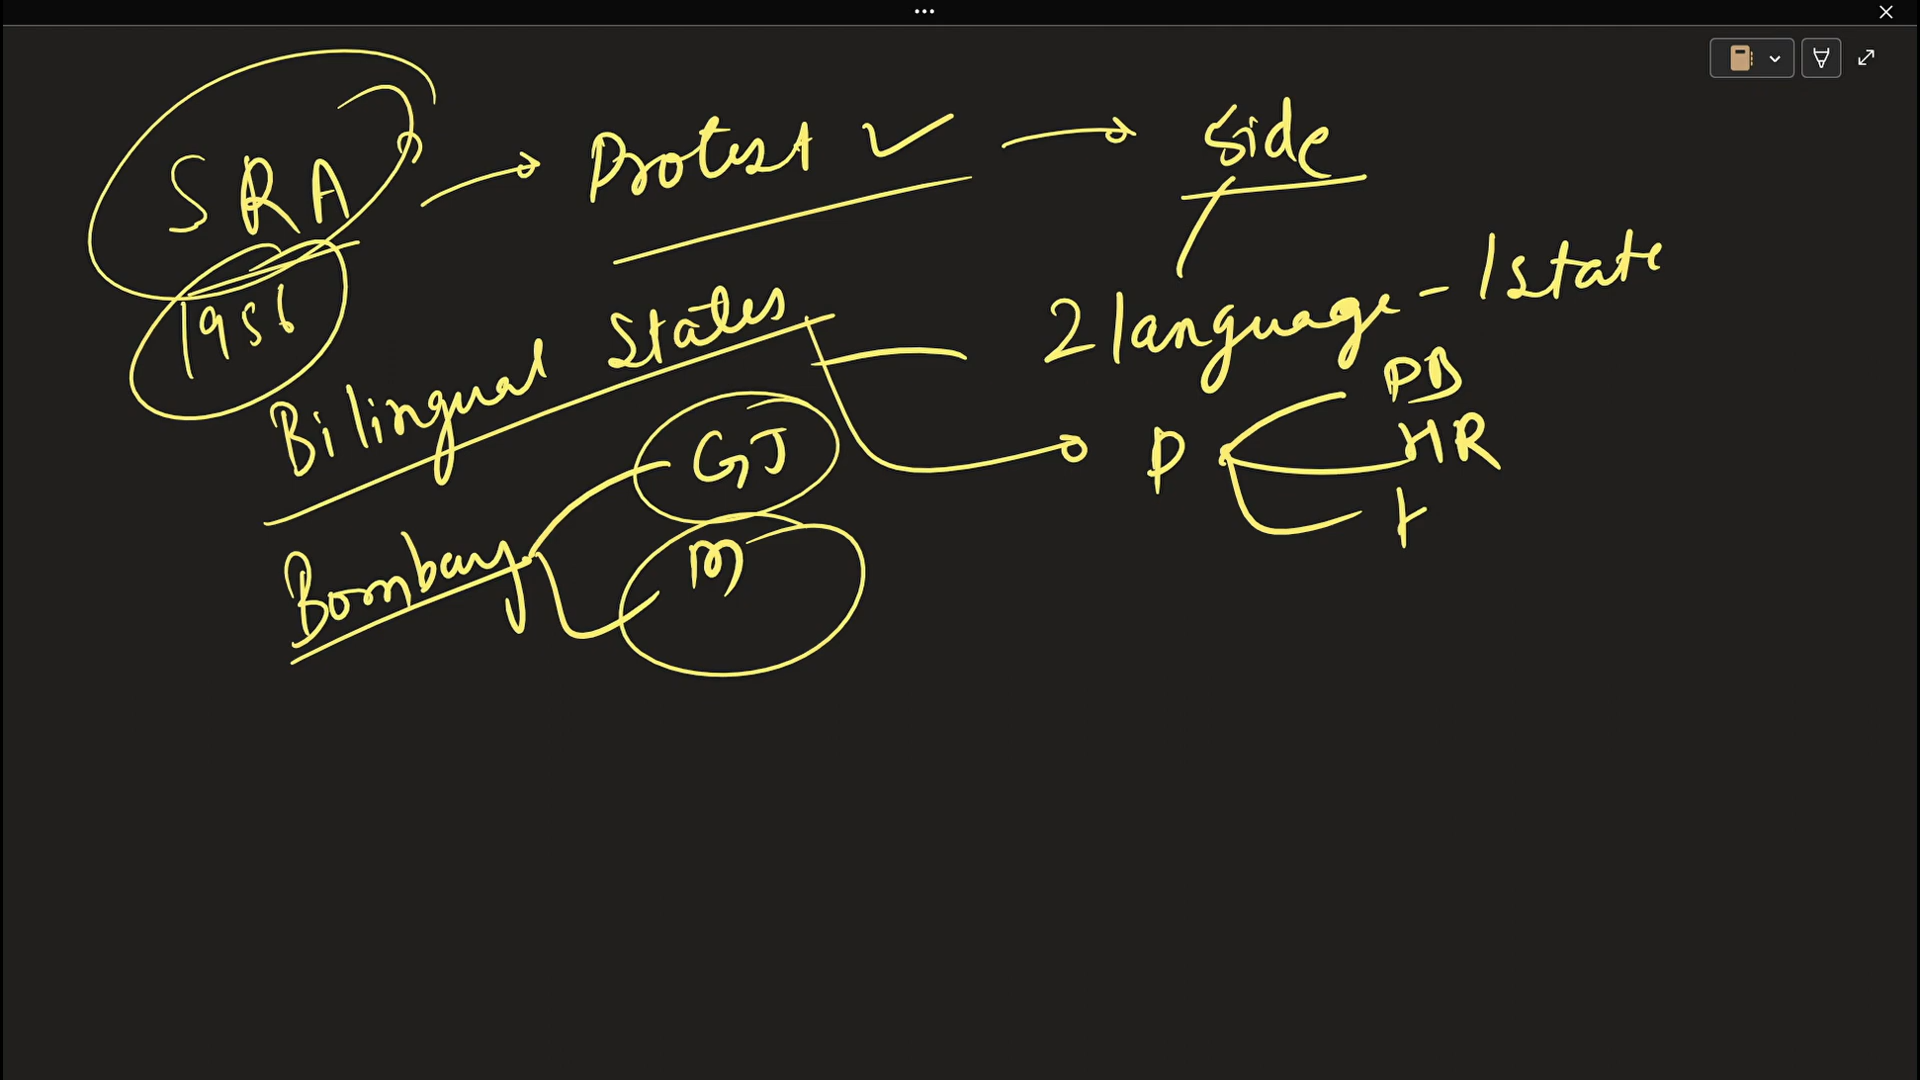 SRA → Protest ✓ → side
1956
Bilingual States — 2 language - 1 state
P
PB
HR
Bombay
GJ
M